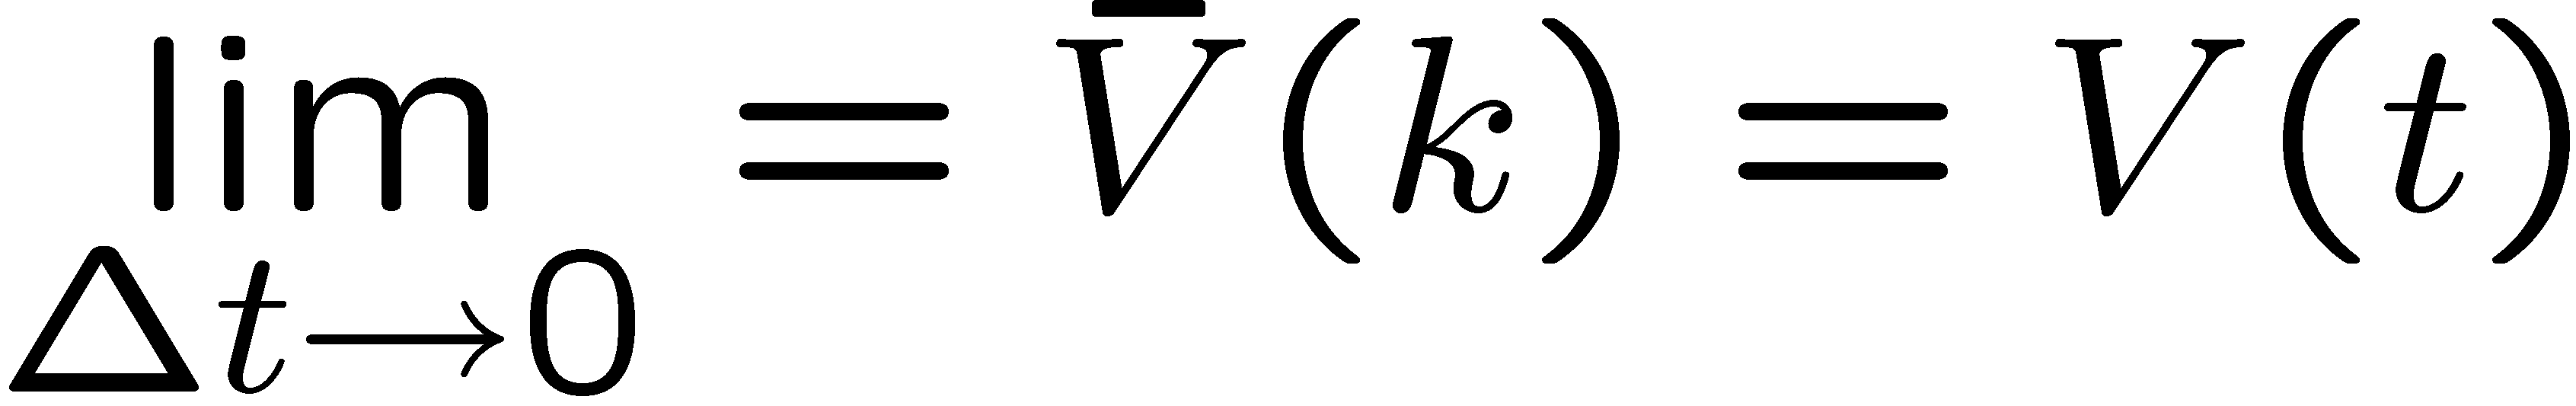 lim = V̄(k) = V(t)
Δt→0